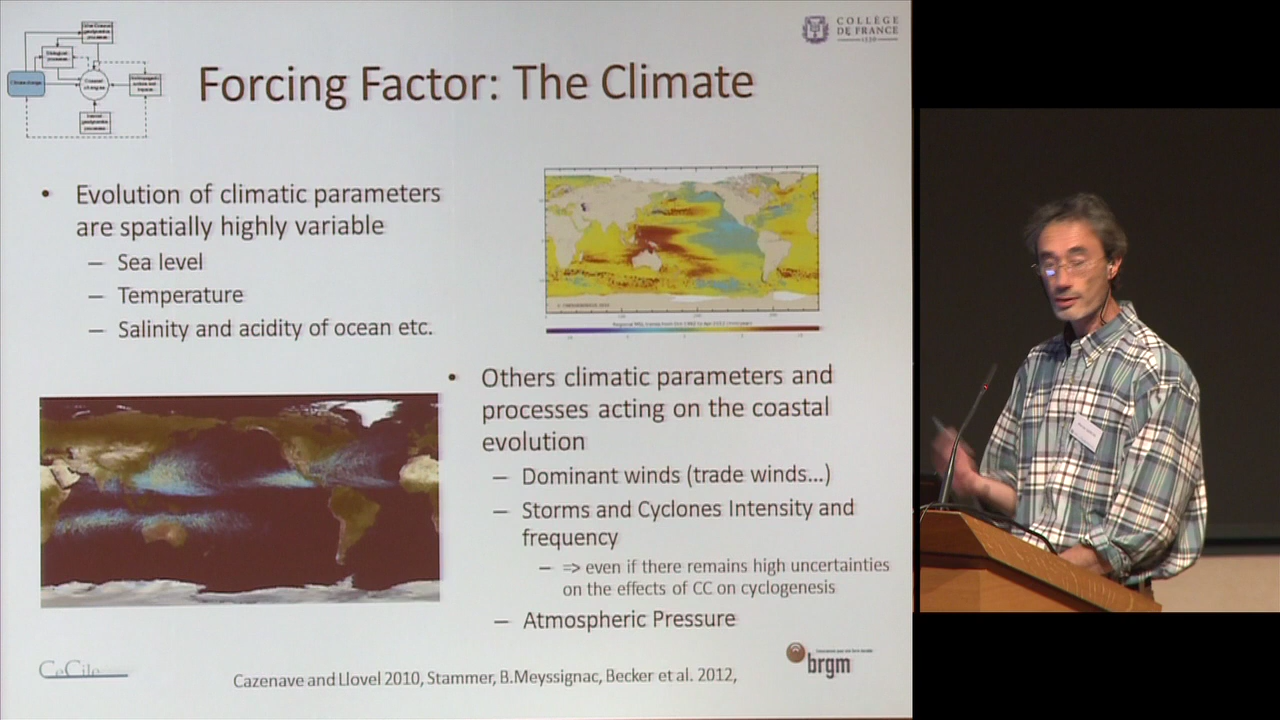 COLLÈGE
DE FRANCE
1530
Forcing Factor: The Climate
• Evolution of climatic parameters
are spatially highly variable
– Sea level
– Temperature
– Salinity and acidity of ocean etc.
• Others climatic parameters and
processes acting on the coastal
evolution
– Dominant winds (trade winds...)
– Storms and Cyclones Intensity and
frequency
– => even if there remains high uncertainties
on the effects of CC on cyclogenesis
– Atmospheric Pressure
CeCile
brgm
Cazenave and Llovel 2010, Stammer, B.Meyssignac, Becker et al. 2012,